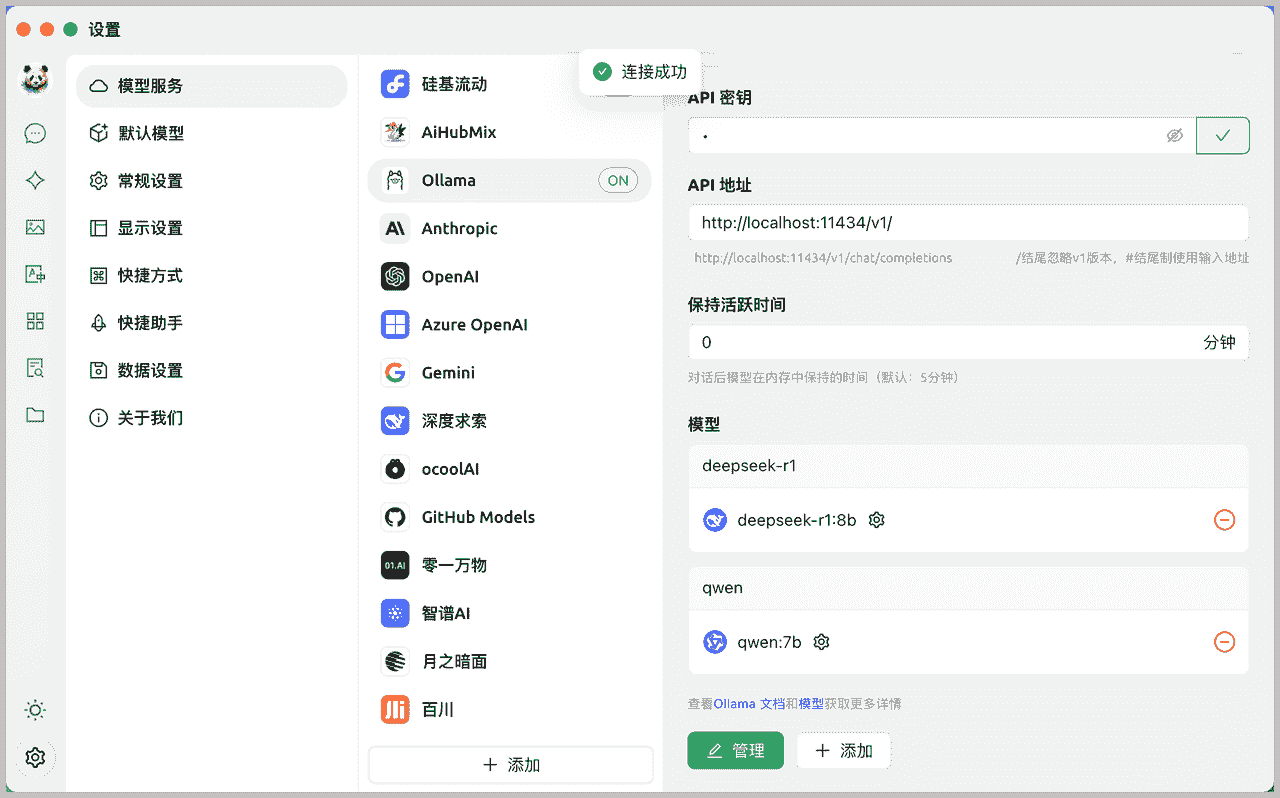 设置
模型服务
默认模型
常规设置
显示设置
快捷方式
快捷助手
数据设置
关于我们
硅基流动
AiHubMix
Ollama ON
Anthropic
OpenAI
Azure OpenAI
Gemini
深度求索
ocoolAI
GitHub Models
01.AI 零一万物
智谱AI
月之暗面
百川
添加
连接成功
API 密钥
API 地址
http://localhost:11434/v1/
http://localhost:11434/v1/chat/completions /结尾忽略v1版本，#结尾制使用输入地址
保持活跃时间
0 分钟
对话后模型在内存中保持的时间（默认：5分钟）
模型
deepseek-r1
deepseek-r1:8b
qwen
qwen:7b
查看Ollama 文档和模型获取更多详情
管理 添加